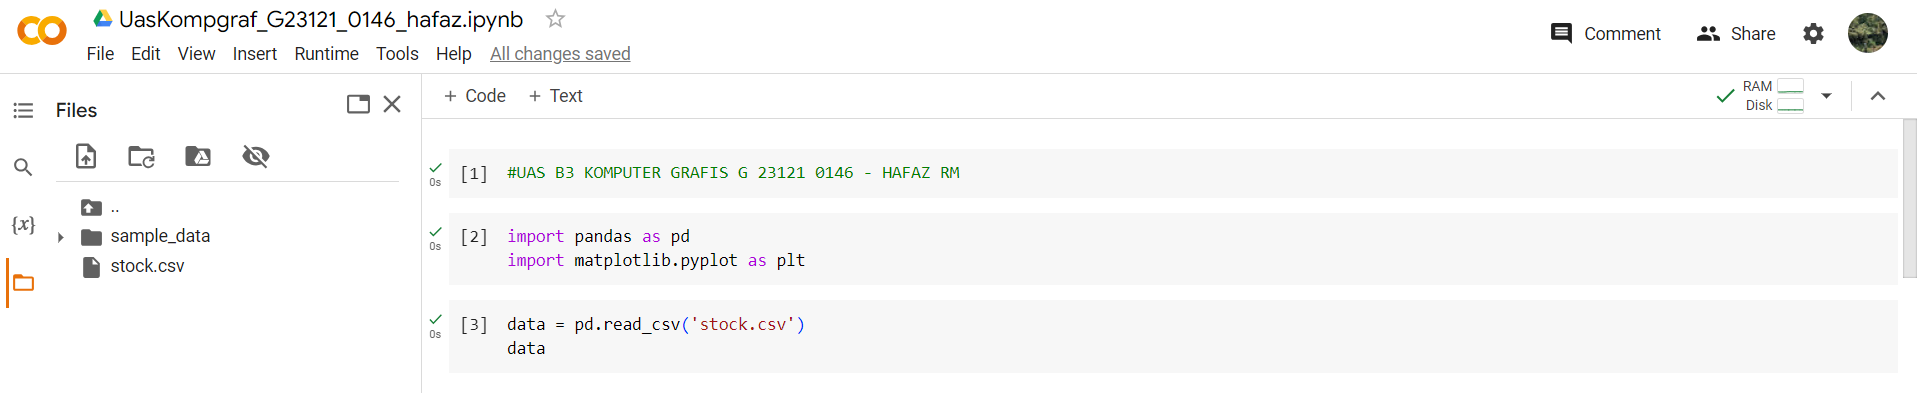 UasKompgraf_G23121_0146_hafaz.ipynb
File Edit View Insert Runtime Tools Help All changes saved
Comment Share
Files
+ Code + Text
RAM
Disk
..
sample_data
stock.csv
{x}
0s
[1] #UAS B3 KOMPUTER GRAFIS G 23121 0146 - HAFAZ RM
0s
[2] import pandas as pd
import matplotlib.pyplot as plt
0s
[3] data = pd.read_csv('stock.csv')
data